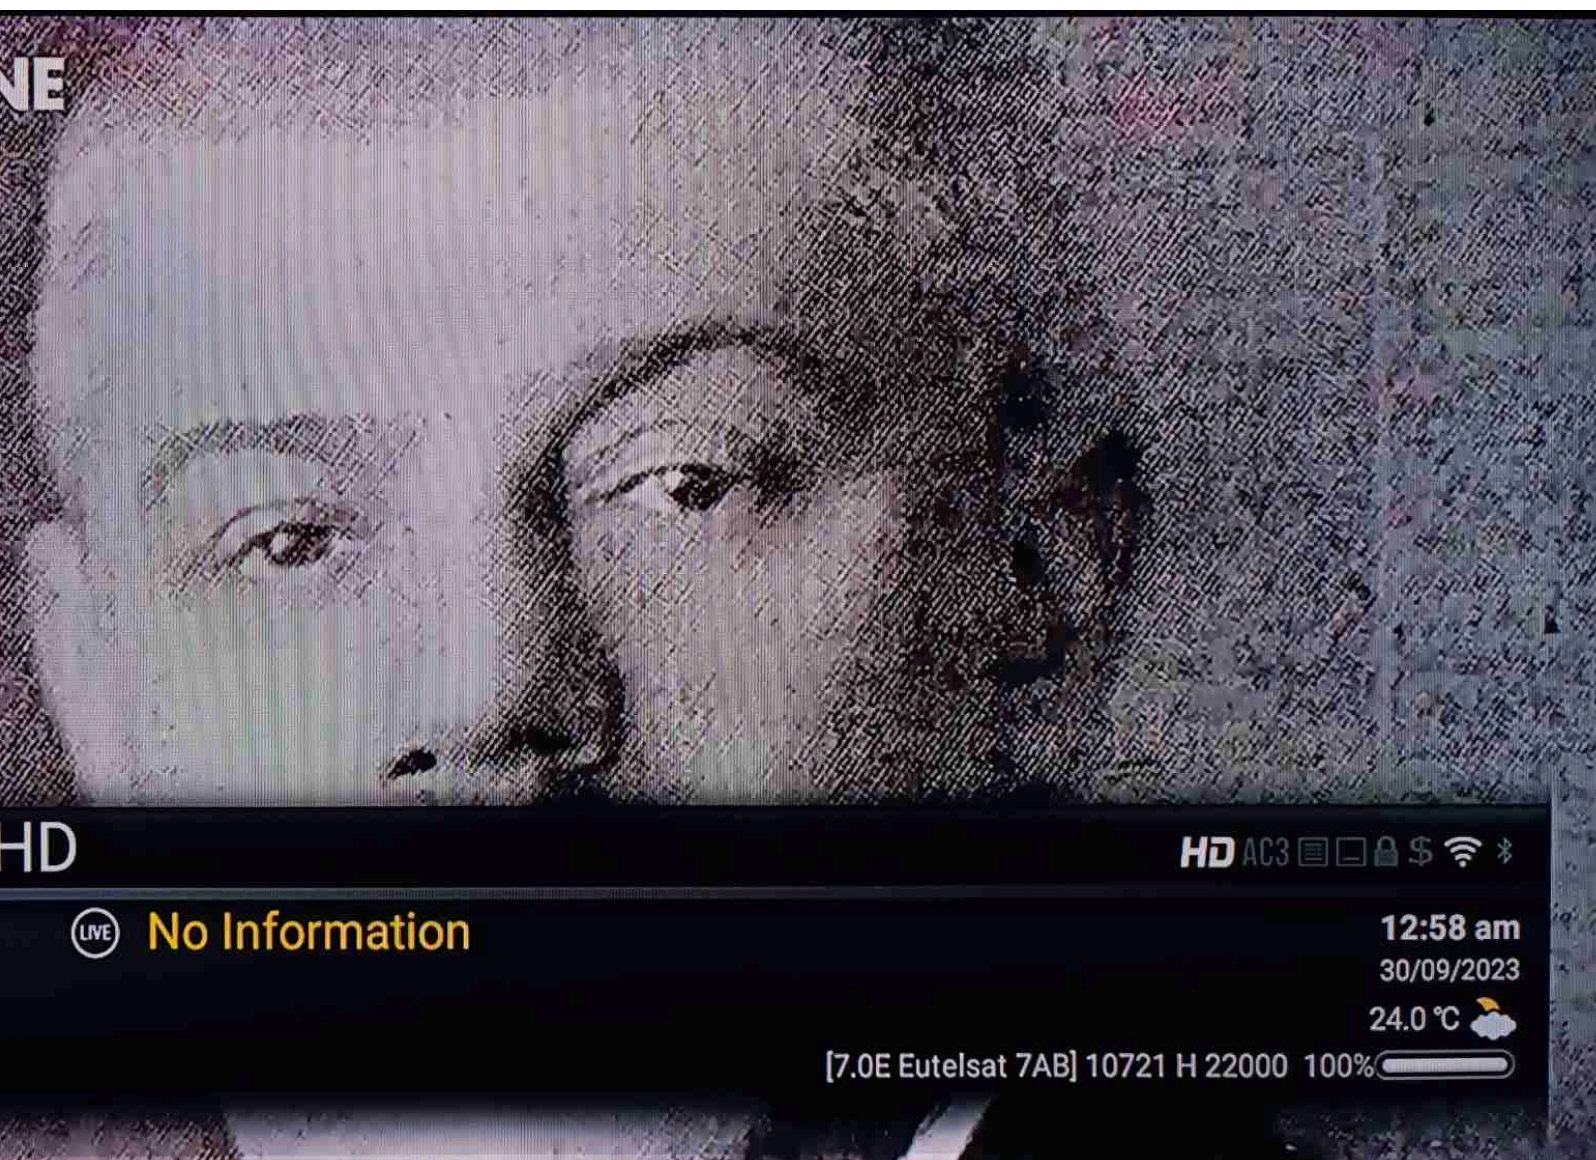 NE
HD
HD AC3 $
LIVE No Information
12:58 am
30/09/2023
24.0 °C
[7.0E Eutelsat 7AB] 10721 H 22000 100%